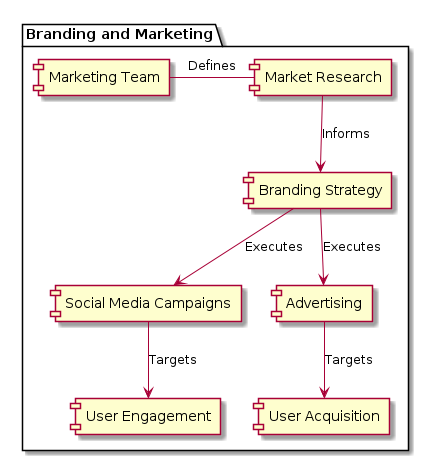 Branding and Marketing
Marketing Team
Defines
Market Research
Informs
Branding Strategy
Executes
Executes
Social Media Campaigns
Advertising
Targets
Targets
User Engagement
User Acquisition